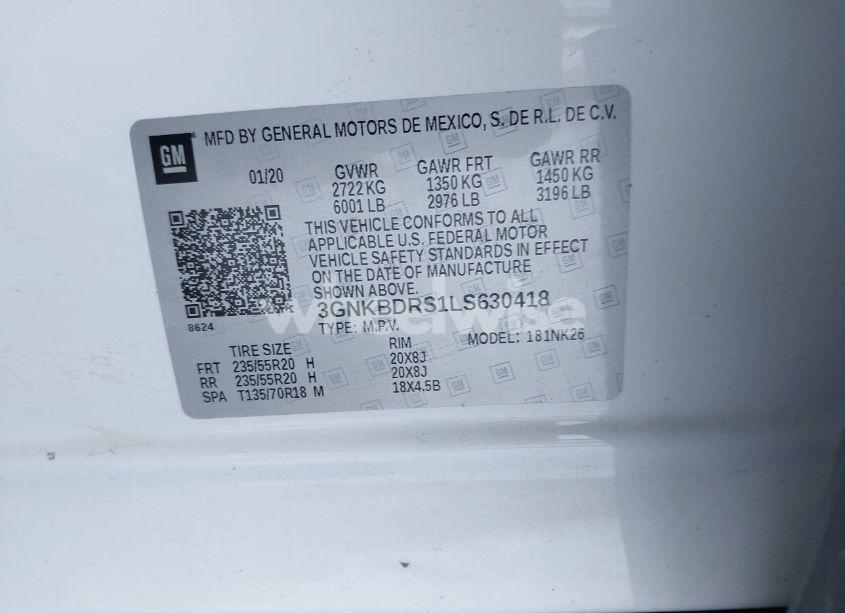 GM
MFD BY GENERAL MOTORS DE MEXICO, S. DE R.L. DE C.V.
01/20 GVWR GAWR FRT GAWR RR
2722 KG 1350 KG 1450 KG
6001 LB 2976 LB 3196 LB
THIS VEHICLE CONFORMS TO ALL
APPLICABLE U.S. FEDERAL MOTOR
VEHICLE SAFETY STANDARDS IN EFFECT
ON THE DATE OF MANUFACTURE
SHOWN ABOVE.
3GNKBDRS1LS630418
8624
TYPE: M.P.V. MODEL: 181NK26
TIRE SIZE RIM
FRT 235/55R20 H 20X8J
RR 235/55R20 H 20X8J
SPA T135/70R18 M 18X4.5B
wheelwise